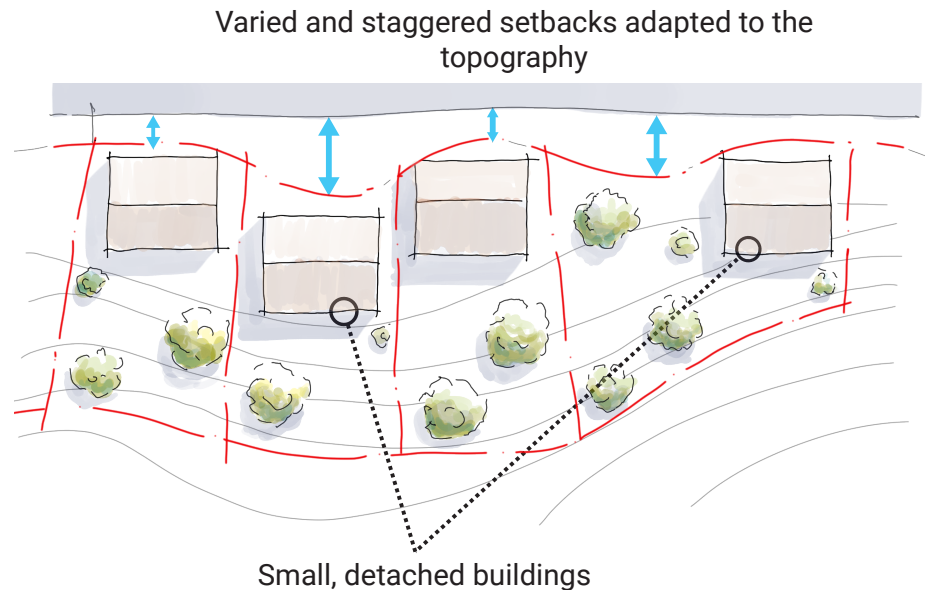 Varied and staggered setbacks adapted to the
topography
Small, detached buildings